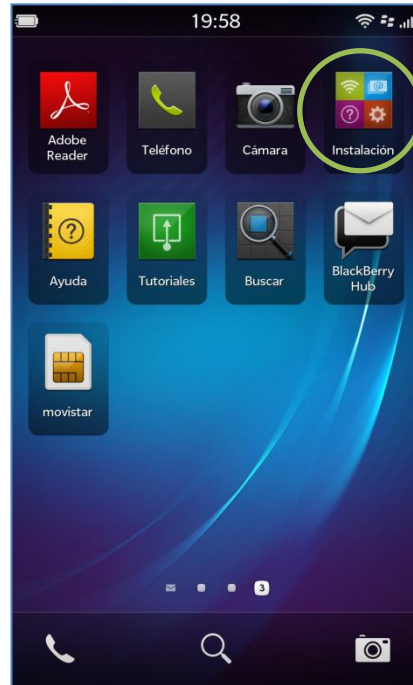 19:58
Adobe
Reader
Teléfono
Cámara
Instalación
Ayuda
Tutoriales
Buscar
BlackBerry
Hub
movistar
3